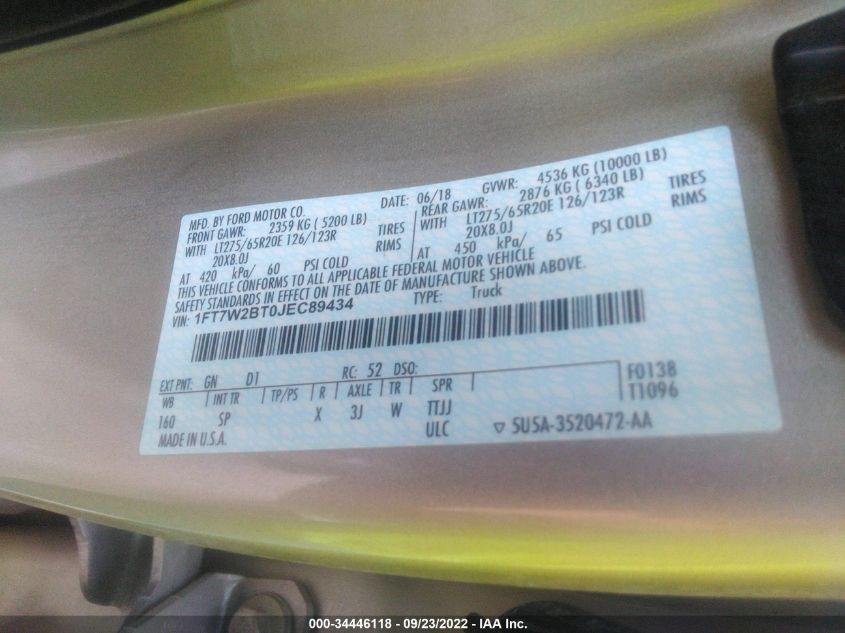 MFD. BY FORD MOTOR CO.
DATE: 06/18 GVWR: 4536 KG (10000 LB)
FRONT GAWR: 2359 KG ( 5200 LB)
REAR GAWR: 2876 KG ( 6340 LB)
WITH LT275/65R20E 126/123R TIRES
WITH LT275/65R20E 126/123R TIRES
20X8.0J RIMS
20X8.0J RIMS
AT 420 kPa/ 60 PSI COLD
AT 450 kPa/ 65 PSI COLD
THIS VEHICLE CONFORMS TO ALL APPLICABLE FEDERAL MOTOR VEHICLE
SAFETY STANDARDS IN EFFECT ON THE DATE OF MANUFACTURE SHOWN ABOVE.
VIN: 1FT7W2BT0JEC89434 TYPE: Truck
EXT PNT: GN D1 RC: 52 DSO: F0138
WB INT TR TP/PS R AXLE TR SPR T1096
160 SP X 3J W TTJJ
MADE IN U.S.A. ULC ▽ SU5A-3520472-AA
000-34446118 - 09/23/2022 - IAA Inc.